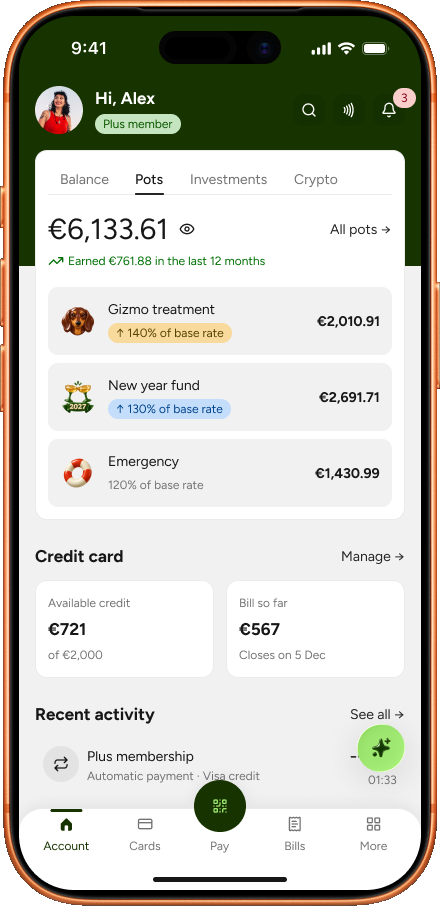 9:41
Hi, Alex
3
Plus member
Balance Pots Investments Crypto
€6,133.61 All pots →
Earned €761.88 in the last 12 months
Gizmo treatment
↑ 140% of base rate
€2,010.91
New year fund
↑ 130% of base rate
€2,691.71
2027
Emergency
120% of base rate
€1,430.99
Credit card Manage →
Available credit
€721
of €2,000
Bill so far
€567
Closes on 5 Dec
Recent activity See all →
Plus membership
Automatic payment · Visa credit
01:33
Account Cards Pay Bills More